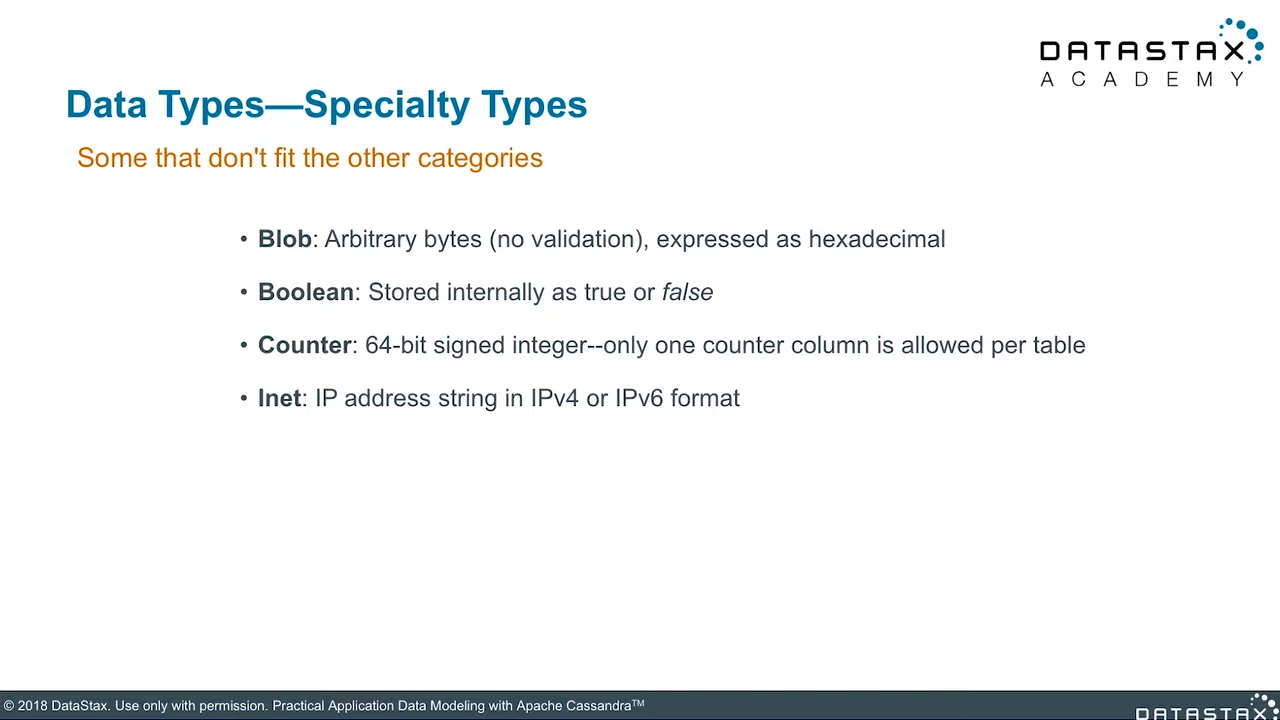 DATASTAX
ACADEMY
Data Types—Specialty Types
Some that don't fit the other categories
• Blob: Arbitrary bytes (no validation), expressed as hexadecimal
• Boolean: Stored internally as true or false
• Counter: 64-bit signed integer--only one counter column is allowed per table
• Inet: IP address string in IPv4 or IPv6 format
© 2018 DataStax. Use only with permission. Practical Application Data Modeling with Apache Cassandra™
DATASTAX